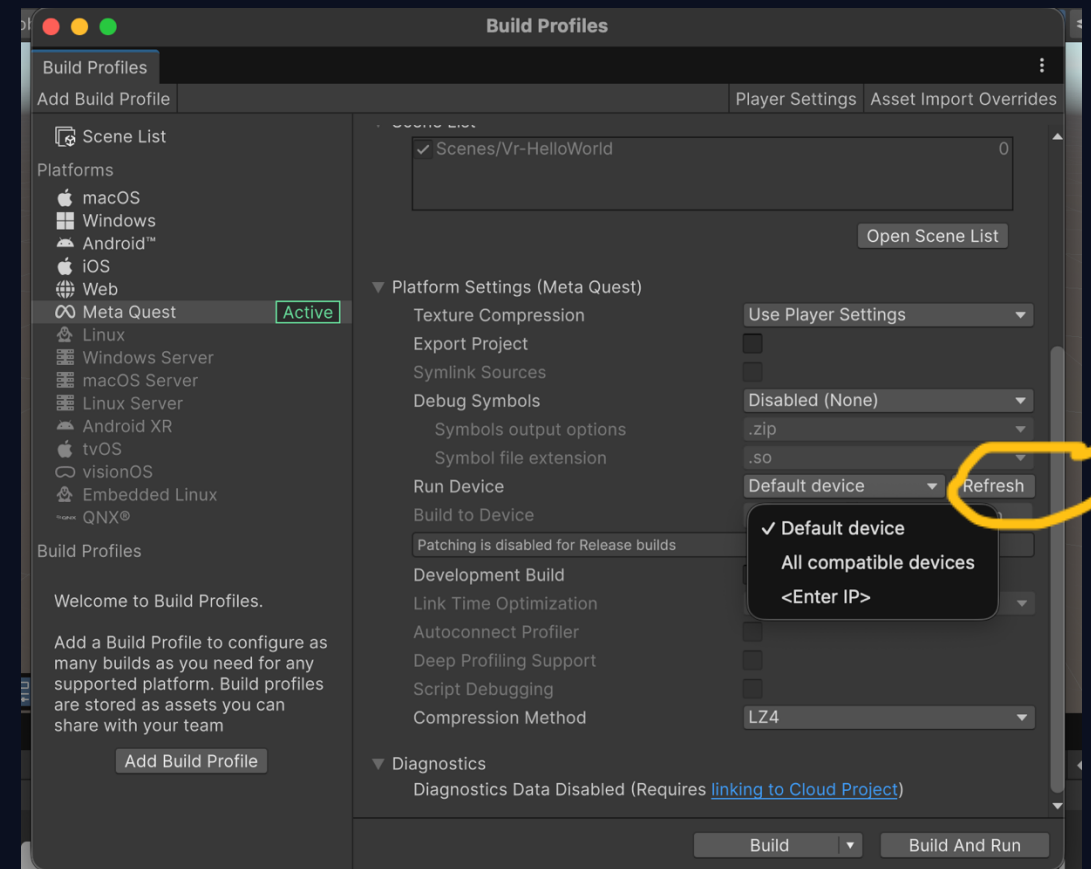 Build Profiles
Build Profiles
Add Build Profile
Player Settings
Asset Import Overrides
Scene List
Platforms
macOS
Windows
Android™
iOS
Web
Meta Quest
Active
Linux
Windows Server
macOS Server
Linux Server
Android XR
tvOS
visionOS
Embedded Linux
QNX®
Build Profiles
Welcome to Build Profiles.
Add a Build Profile to configure as
many builds as you need for any
supported platform. Build profiles
are stored as assets you can
share with your team
Add Build Profile
Scene List
Scenes/Vr-HelloWorld 0
Open Scene List
Platform Settings (Meta Quest)
Texture Compression Use Player Settings
Export Project
Symlink Sources
Debug Symbols Disabled (None)
Symbols output options .zip
Symbol file extension .so
Run Device Default device Refresh
Build to Device
Default device
All compatible devices
<Enter IP>
Patching is disabled for Release builds
Development Build
Link Time Optimization
Autoconnect Profiler
Deep Profiling Support
Script Debugging
Compression Method LZ4
Diagnostics
Diagnostics Data Disabled (Requires linking to Cloud Project)
Build
Build And Run